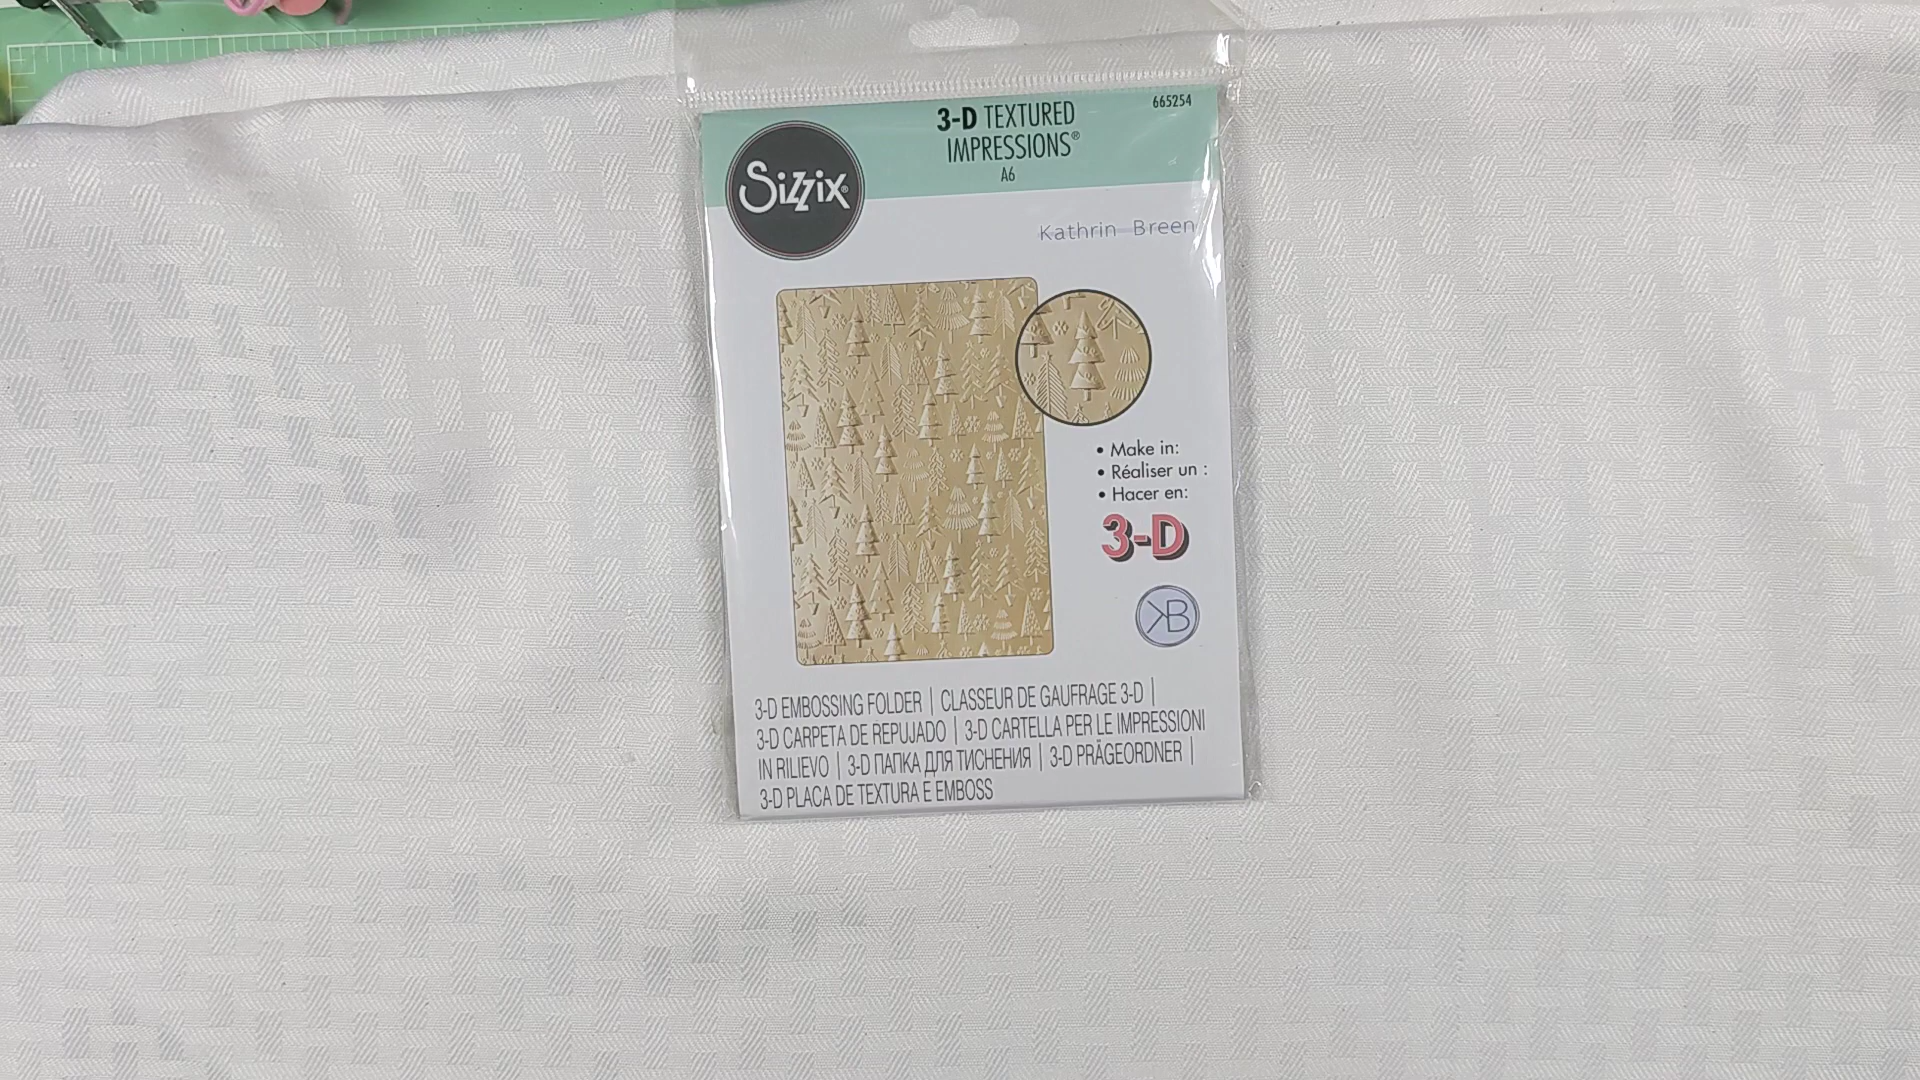 3-D TEXTURED
IMPRESSIONS®
A6
665254
Sizzix®
Kathrin Breen
• Make in:
• Réaliser un :
• Hacer en:
3-D
KB
3-D EMBOSSING FOLDER | CLASSEUR DE GAUFRAGE 3-D |
3-D CARPETA DE REPUJADO | 3-D CARTELLA PER LE IMPRESSIONI
IN RILIEVO | 3-D ПАПКА ДЛЯ ТИСНЕНИЯ | 3-D PRÄGEORDNER |
3-D PLACA DE TEXTURA E EMBOSS